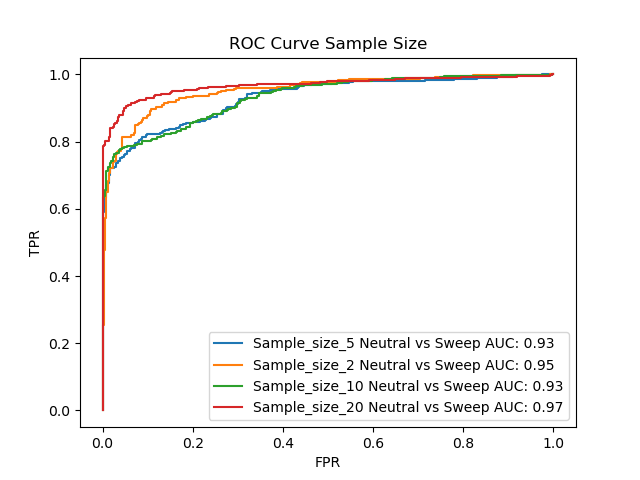 ROC Curve Sample Size
TPR
1.0
0.8
0.6
0.4
0.2
0.0
Sample_size_5 Neutral vs Sweep AUC: 0.93
Sample_size_2 Neutral vs Sweep AUC: 0.95
Sample_size_10 Neutral vs Sweep AUC: 0.93
Sample_size_20 Neutral vs Sweep AUC: 0.97
0.0 0.2 0.4 0.6 0.8 1.0
FPR